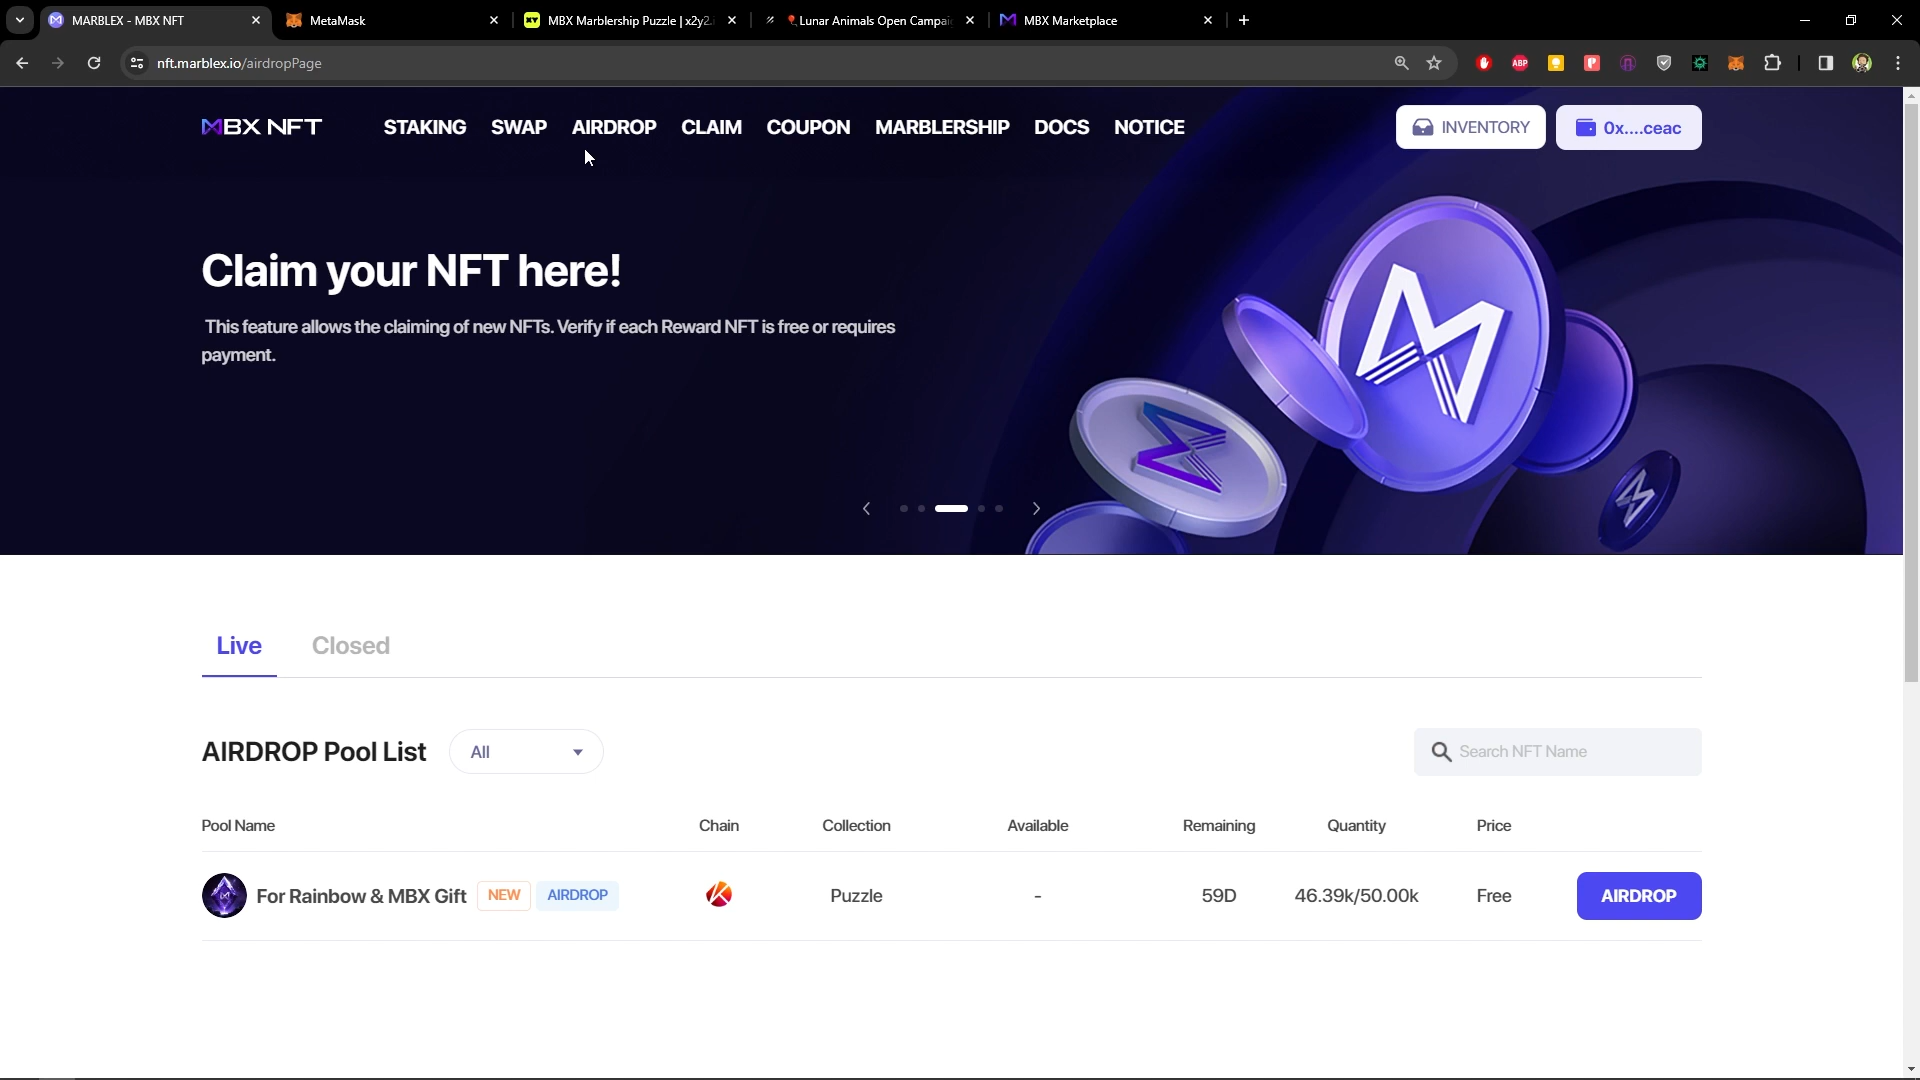 MARBLEX - MBX NFT
MetaMask
MBX Marblership Puzzle | x2y2.i
Lunar Animals Open Campai
MBX Marketplace
nft.marblex.io/airdropPage
ABP
MBX NFT
STAKING SWAP AIRDROP CLAIM COUPON MARBLERSHIP DOCS NOTICE
INVENTORY
0x....ceac
Claim your NFT here!
This feature allows the claiming of new NFTs. Verify if each Reward NFT is free or requires
payment.
Live Closed
AIRDROP Pool List
All
Search NFT Name
Pool Name Chain Collection Available Remaining Quantity Price
For Rainbow & MBX Gift NEW AIRDROP Puzzle - 59D 46.39k/50.00k Free AIRDROP